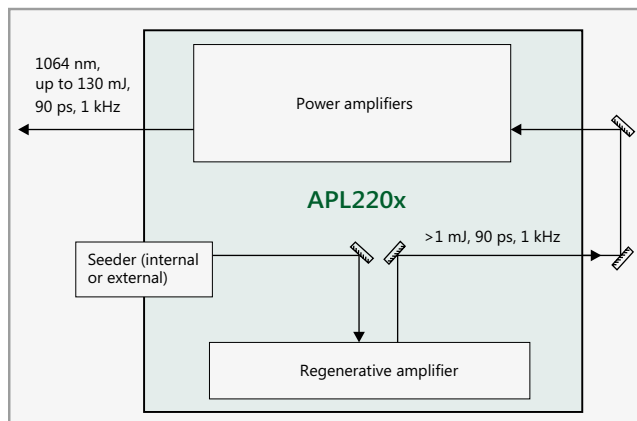 1064 nm,
up to 130 mJ,
90 ps, 1 kHz
Power amplifiers
APL220x
>1 mJ, 90 ps, 1 kHz
Seeder (internal
or external)
Regenerative amplifier